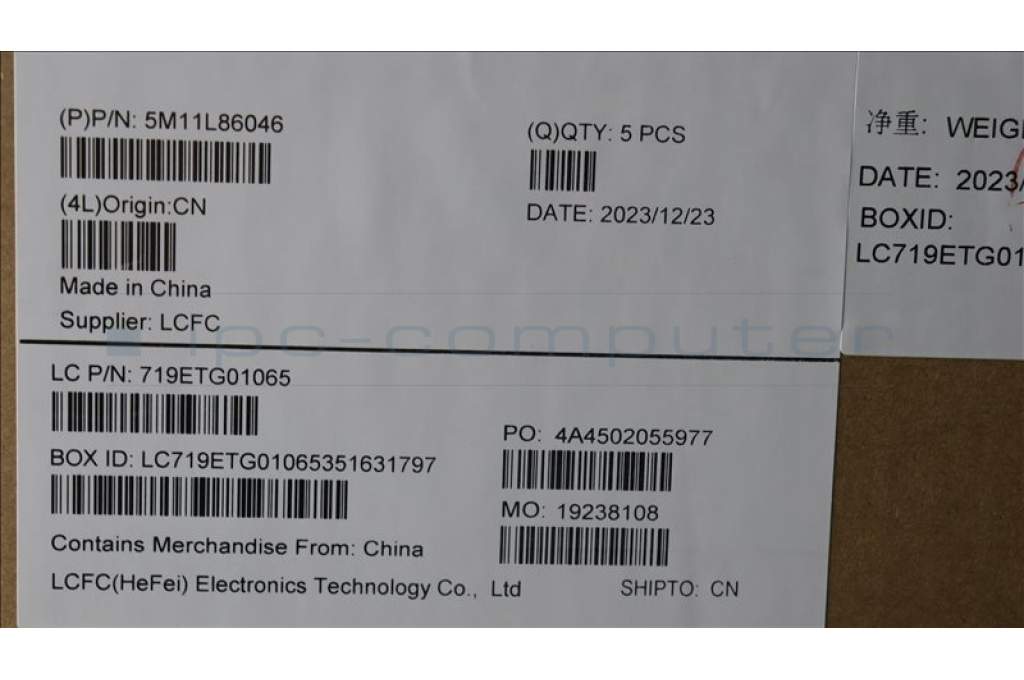 (P)P/N: 5M11L86046
(Q)QTY: 5 PCS
(4L)Origin:CN
DATE: 2023/12/23
Made in China
Supplier: LCFC
净重:
DATE: 2023/
BOXID:
LC719ETG01
ipc-computer
LC P/N: 719ETG01065
PO: 4A4502055977
BOX ID: LC719ETG01065351631797
MO: 19238108
Contains Merchandise From: China
LCFC(HeFei) Electronics Technology Co., Ltd
SHIPTO: CN